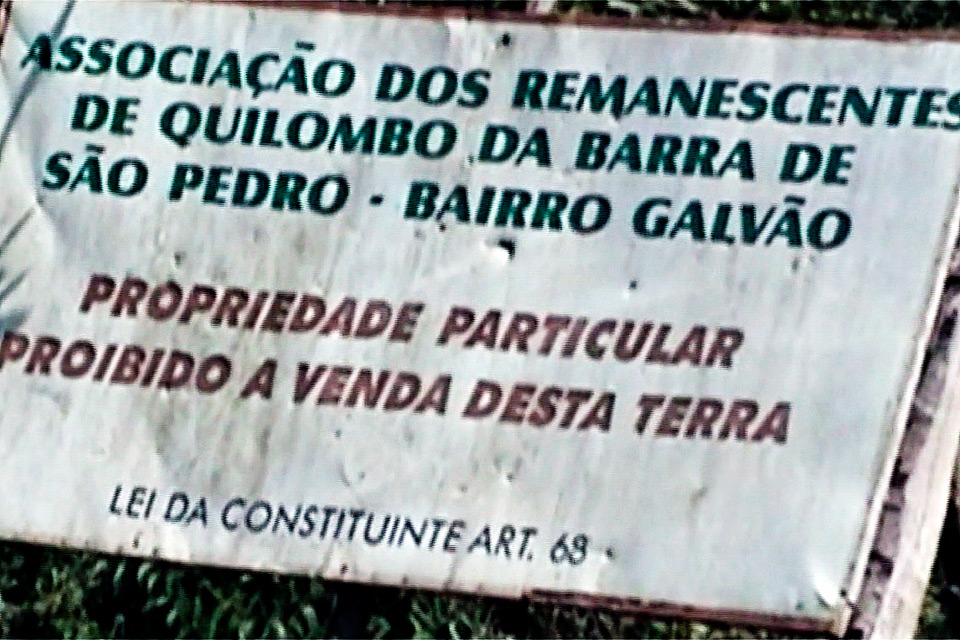 ASSOCIAÇÃO DOS REMANESCENTES
DE QUILOMBO DA BARRA DE
SÃO PEDRO - BAIRRO GALVÃO
PROPRIEDADE PARTICULAR
PROIBIDO A VENDA DESTA TERRA
LEI DA CONSTITUINTE ART. 68